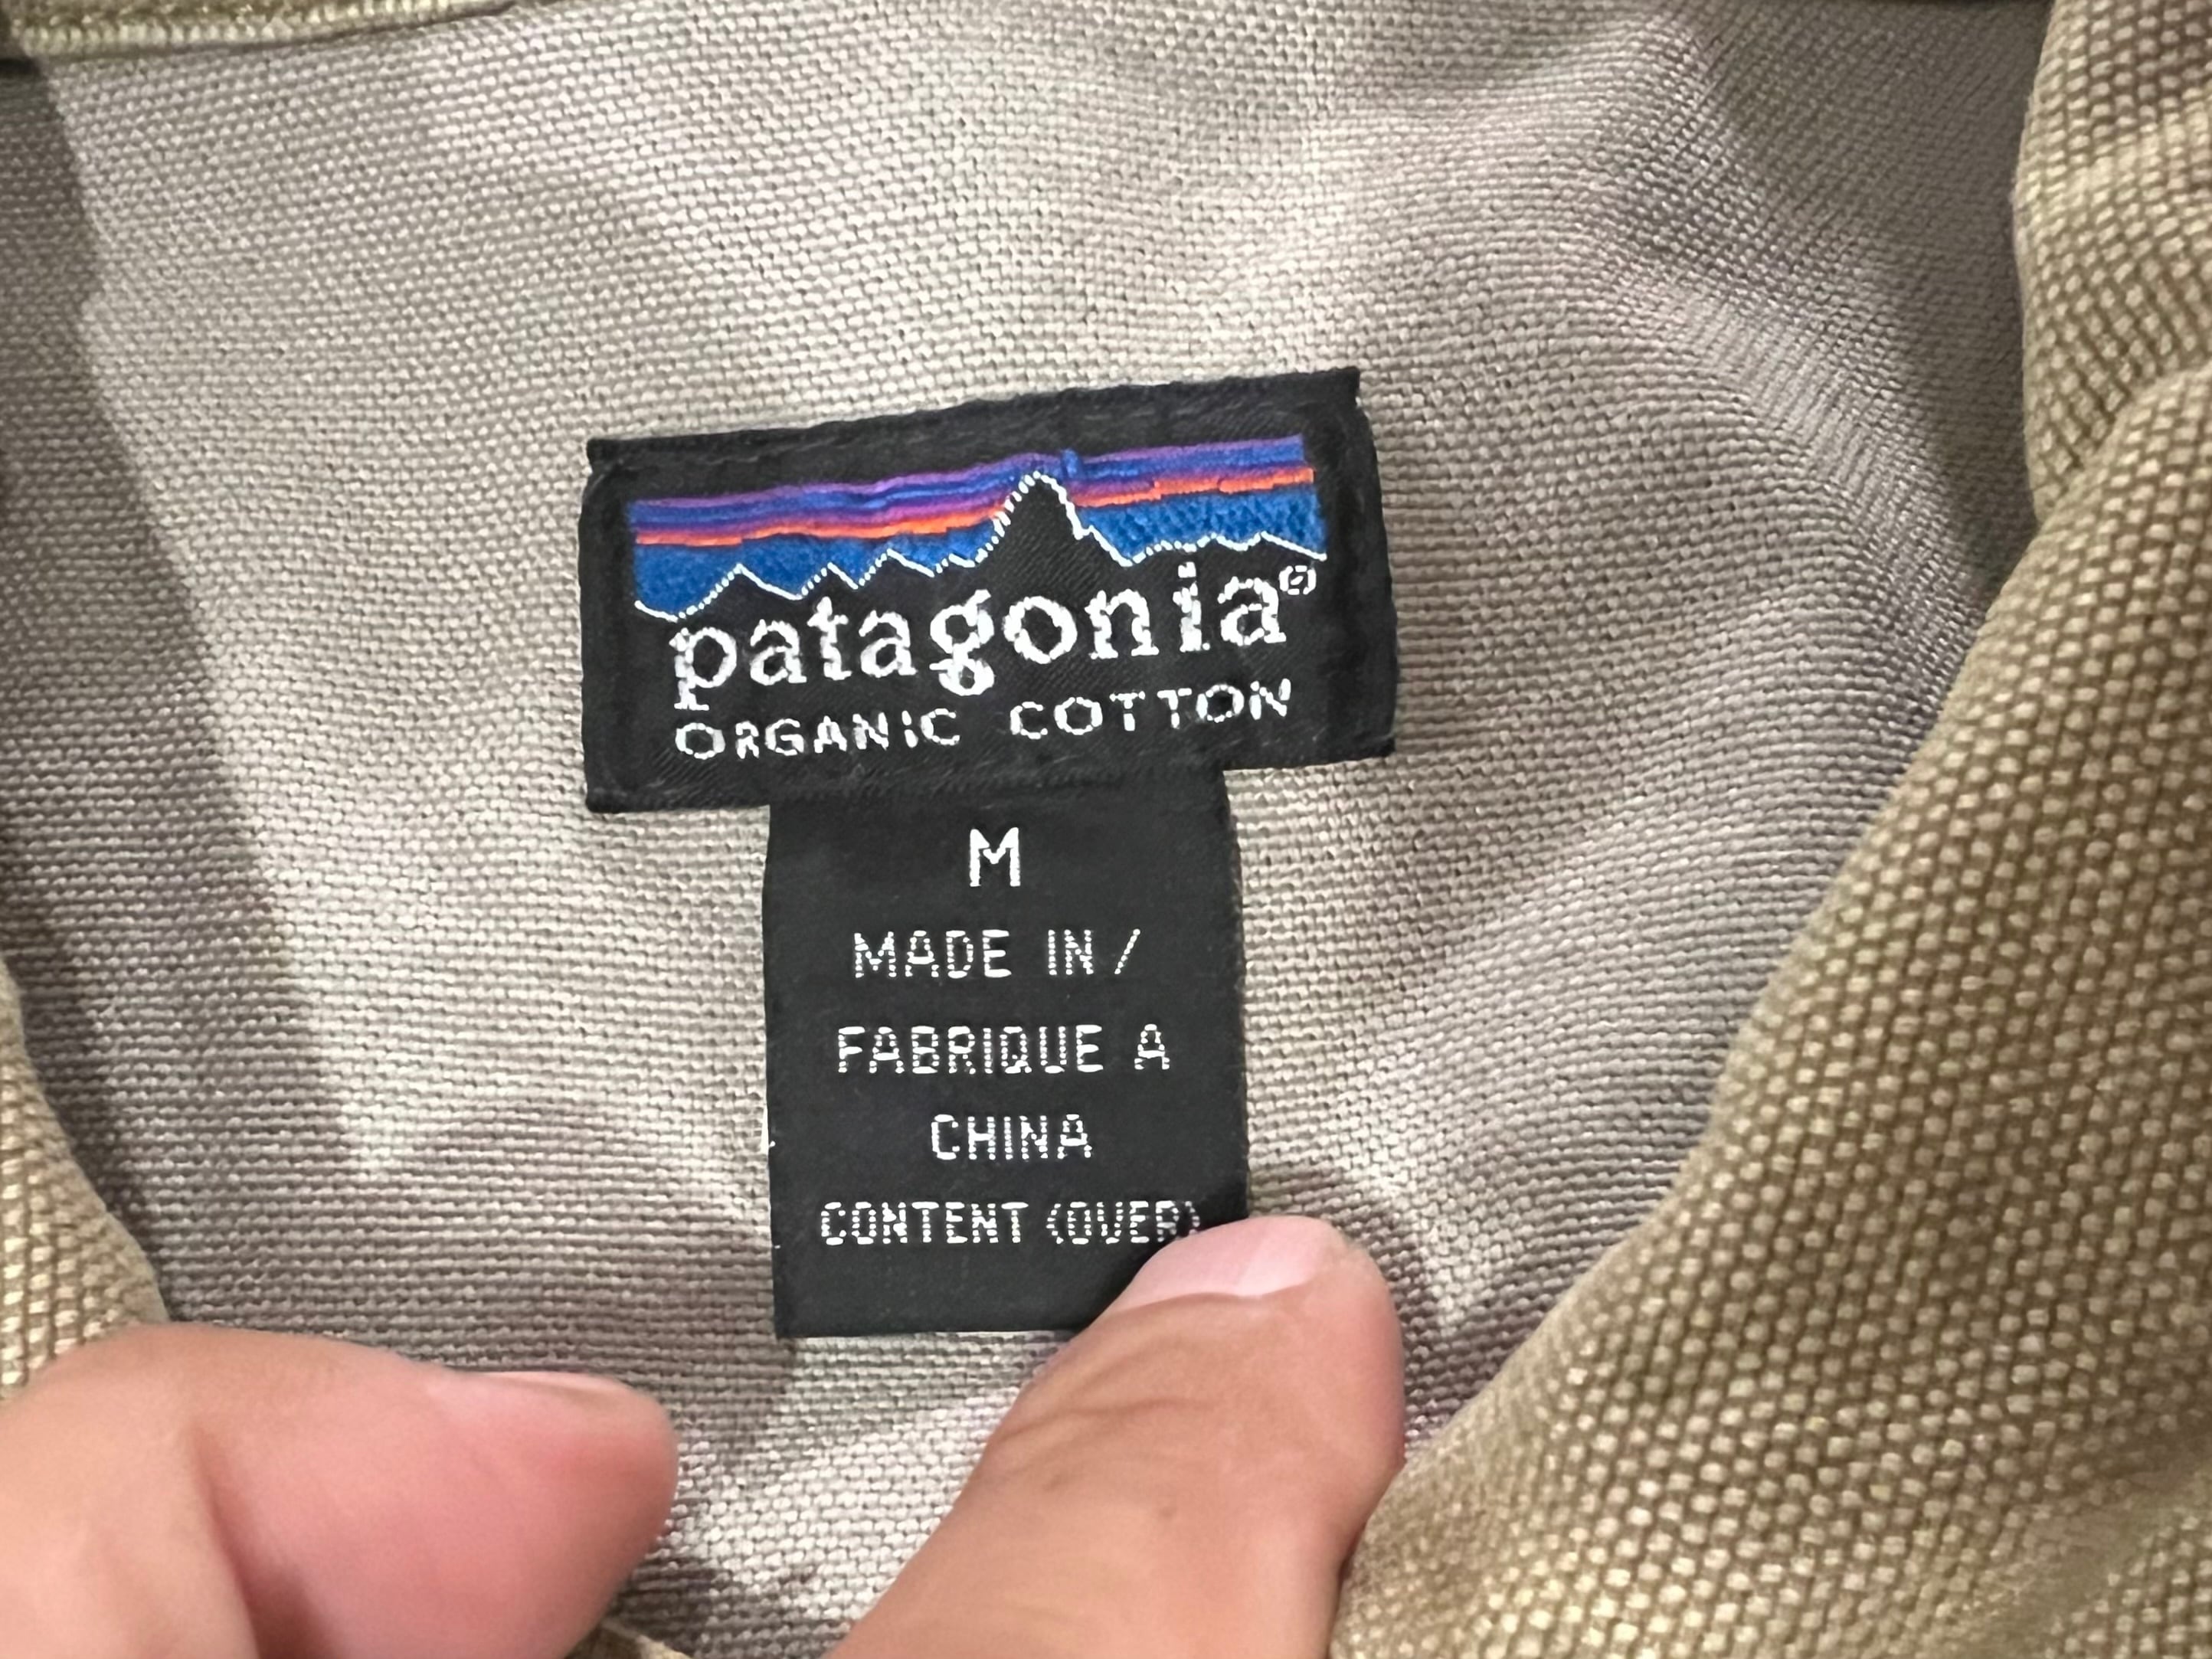 patagonia®
ORGANIC COTTON
M
MADE IN /
FABRIQUE A
CHINA
CONTENT (OVER)